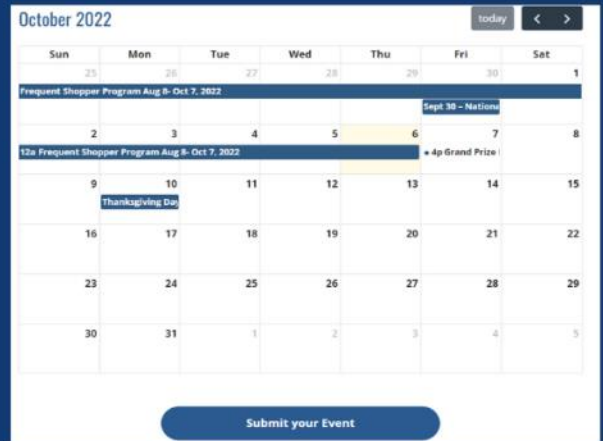 October 2022
today < >
Sun Mon Tue Wed Thu Fri Sat
25 26 27 28 29 30 1
Frequent Shopper Program Aug 8- Oct 7, 2022
Sept 30 – Nationa
2 3 4 5 6 7 8
12a Frequent Shopper Program Aug 8- Oct 7, 2022
4p Grand Prize
9 10 11 12 13 14 15
Thanksgiving Day
16 17 18 19 20 21 22
23 24 25 26 27 28 29
30 31 1 2 3 4 5
Submit your Event